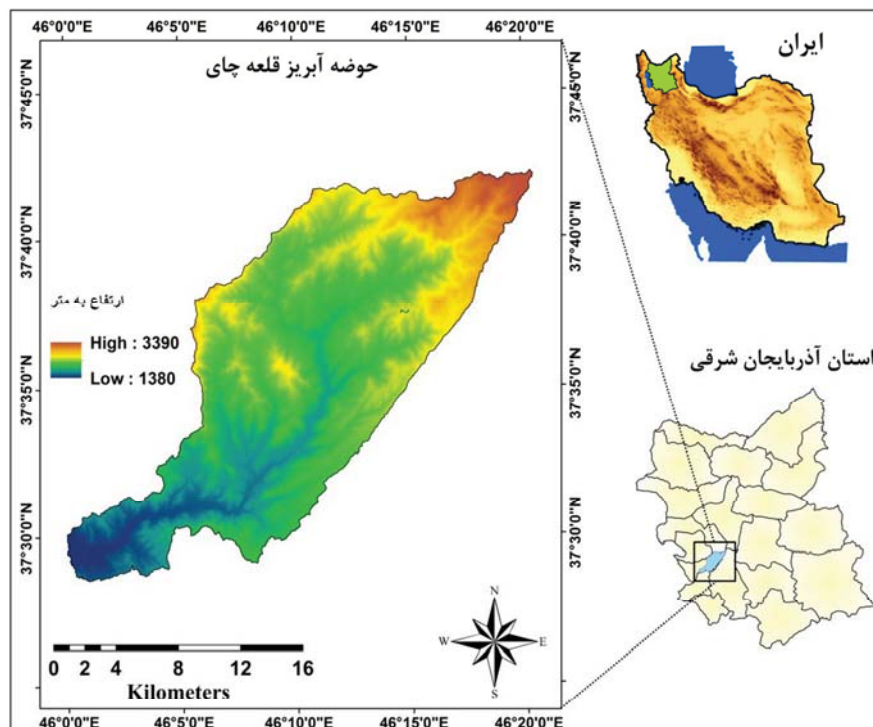 46°0'0"E 46°5'0"E 46°10'0"E 46°15'0"E 46°20'0"E
حوضه آبریز قلعه چای
ایران
37°45'0"N
37°40'0"N
37°35'0"N
37°30'0"N
37°45'0"N
37°40'0"N
37°35'0"N
37°30'0"N
ارتفاع به متر
High : 3390
Low : 1380
استان آذربایجان شرقی
N
W E
S
0 2 4 8 12 16
Kilometers
46°0'0"E 46°5'0"E 46°10'0"E 46°15'0"E 46°20'0"E